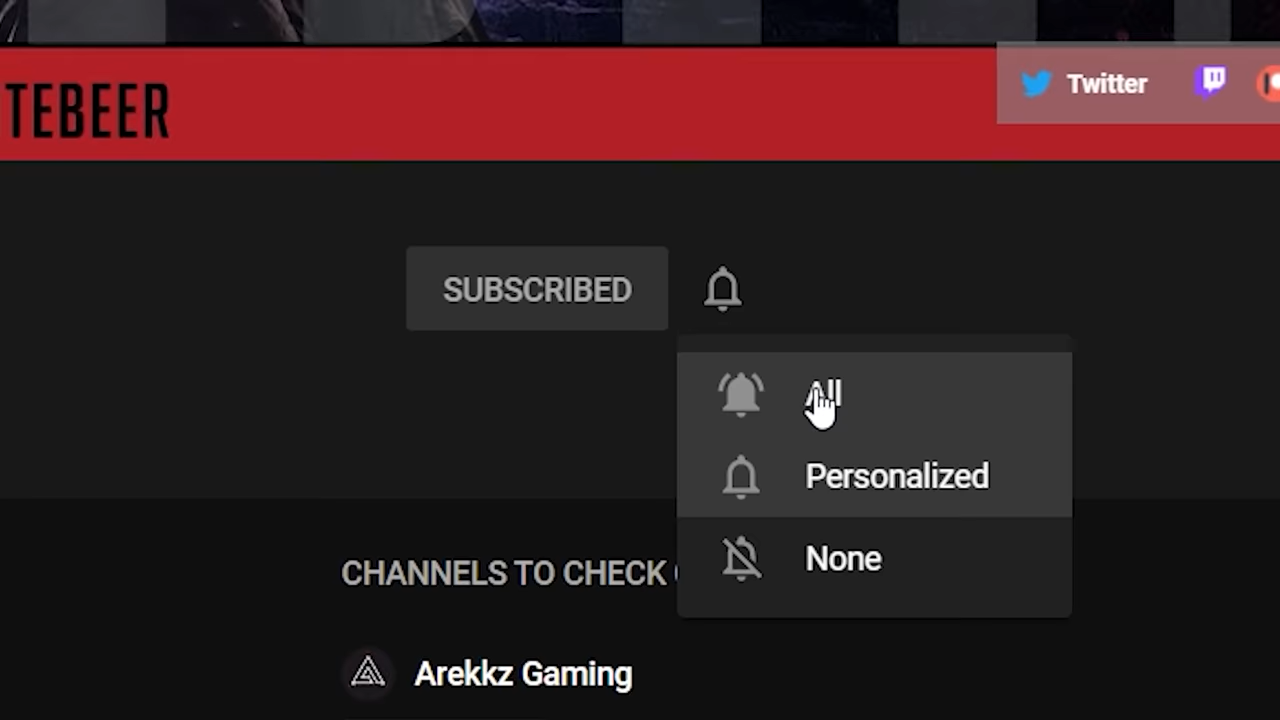 TEBEER
Twitter
SUBSCRIBED
All
Personalized
None
CHANNELS TO CHECK
Arekkz Gaming